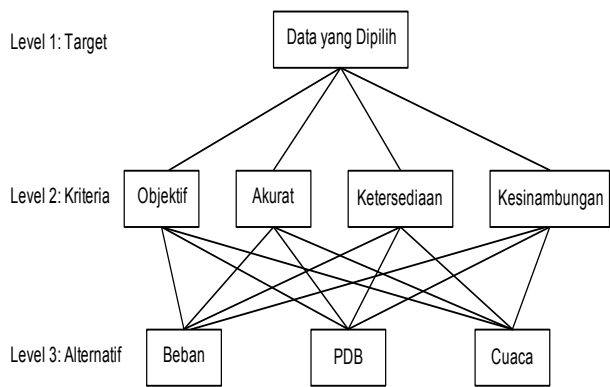 Level 1: Target
Data yang Dipilih
Level 2: Kriteria
Objektif
Akurat
Ketersediaan
Kesinambungan
Level 3: Alternatif
Beban
PDB
Cuaca